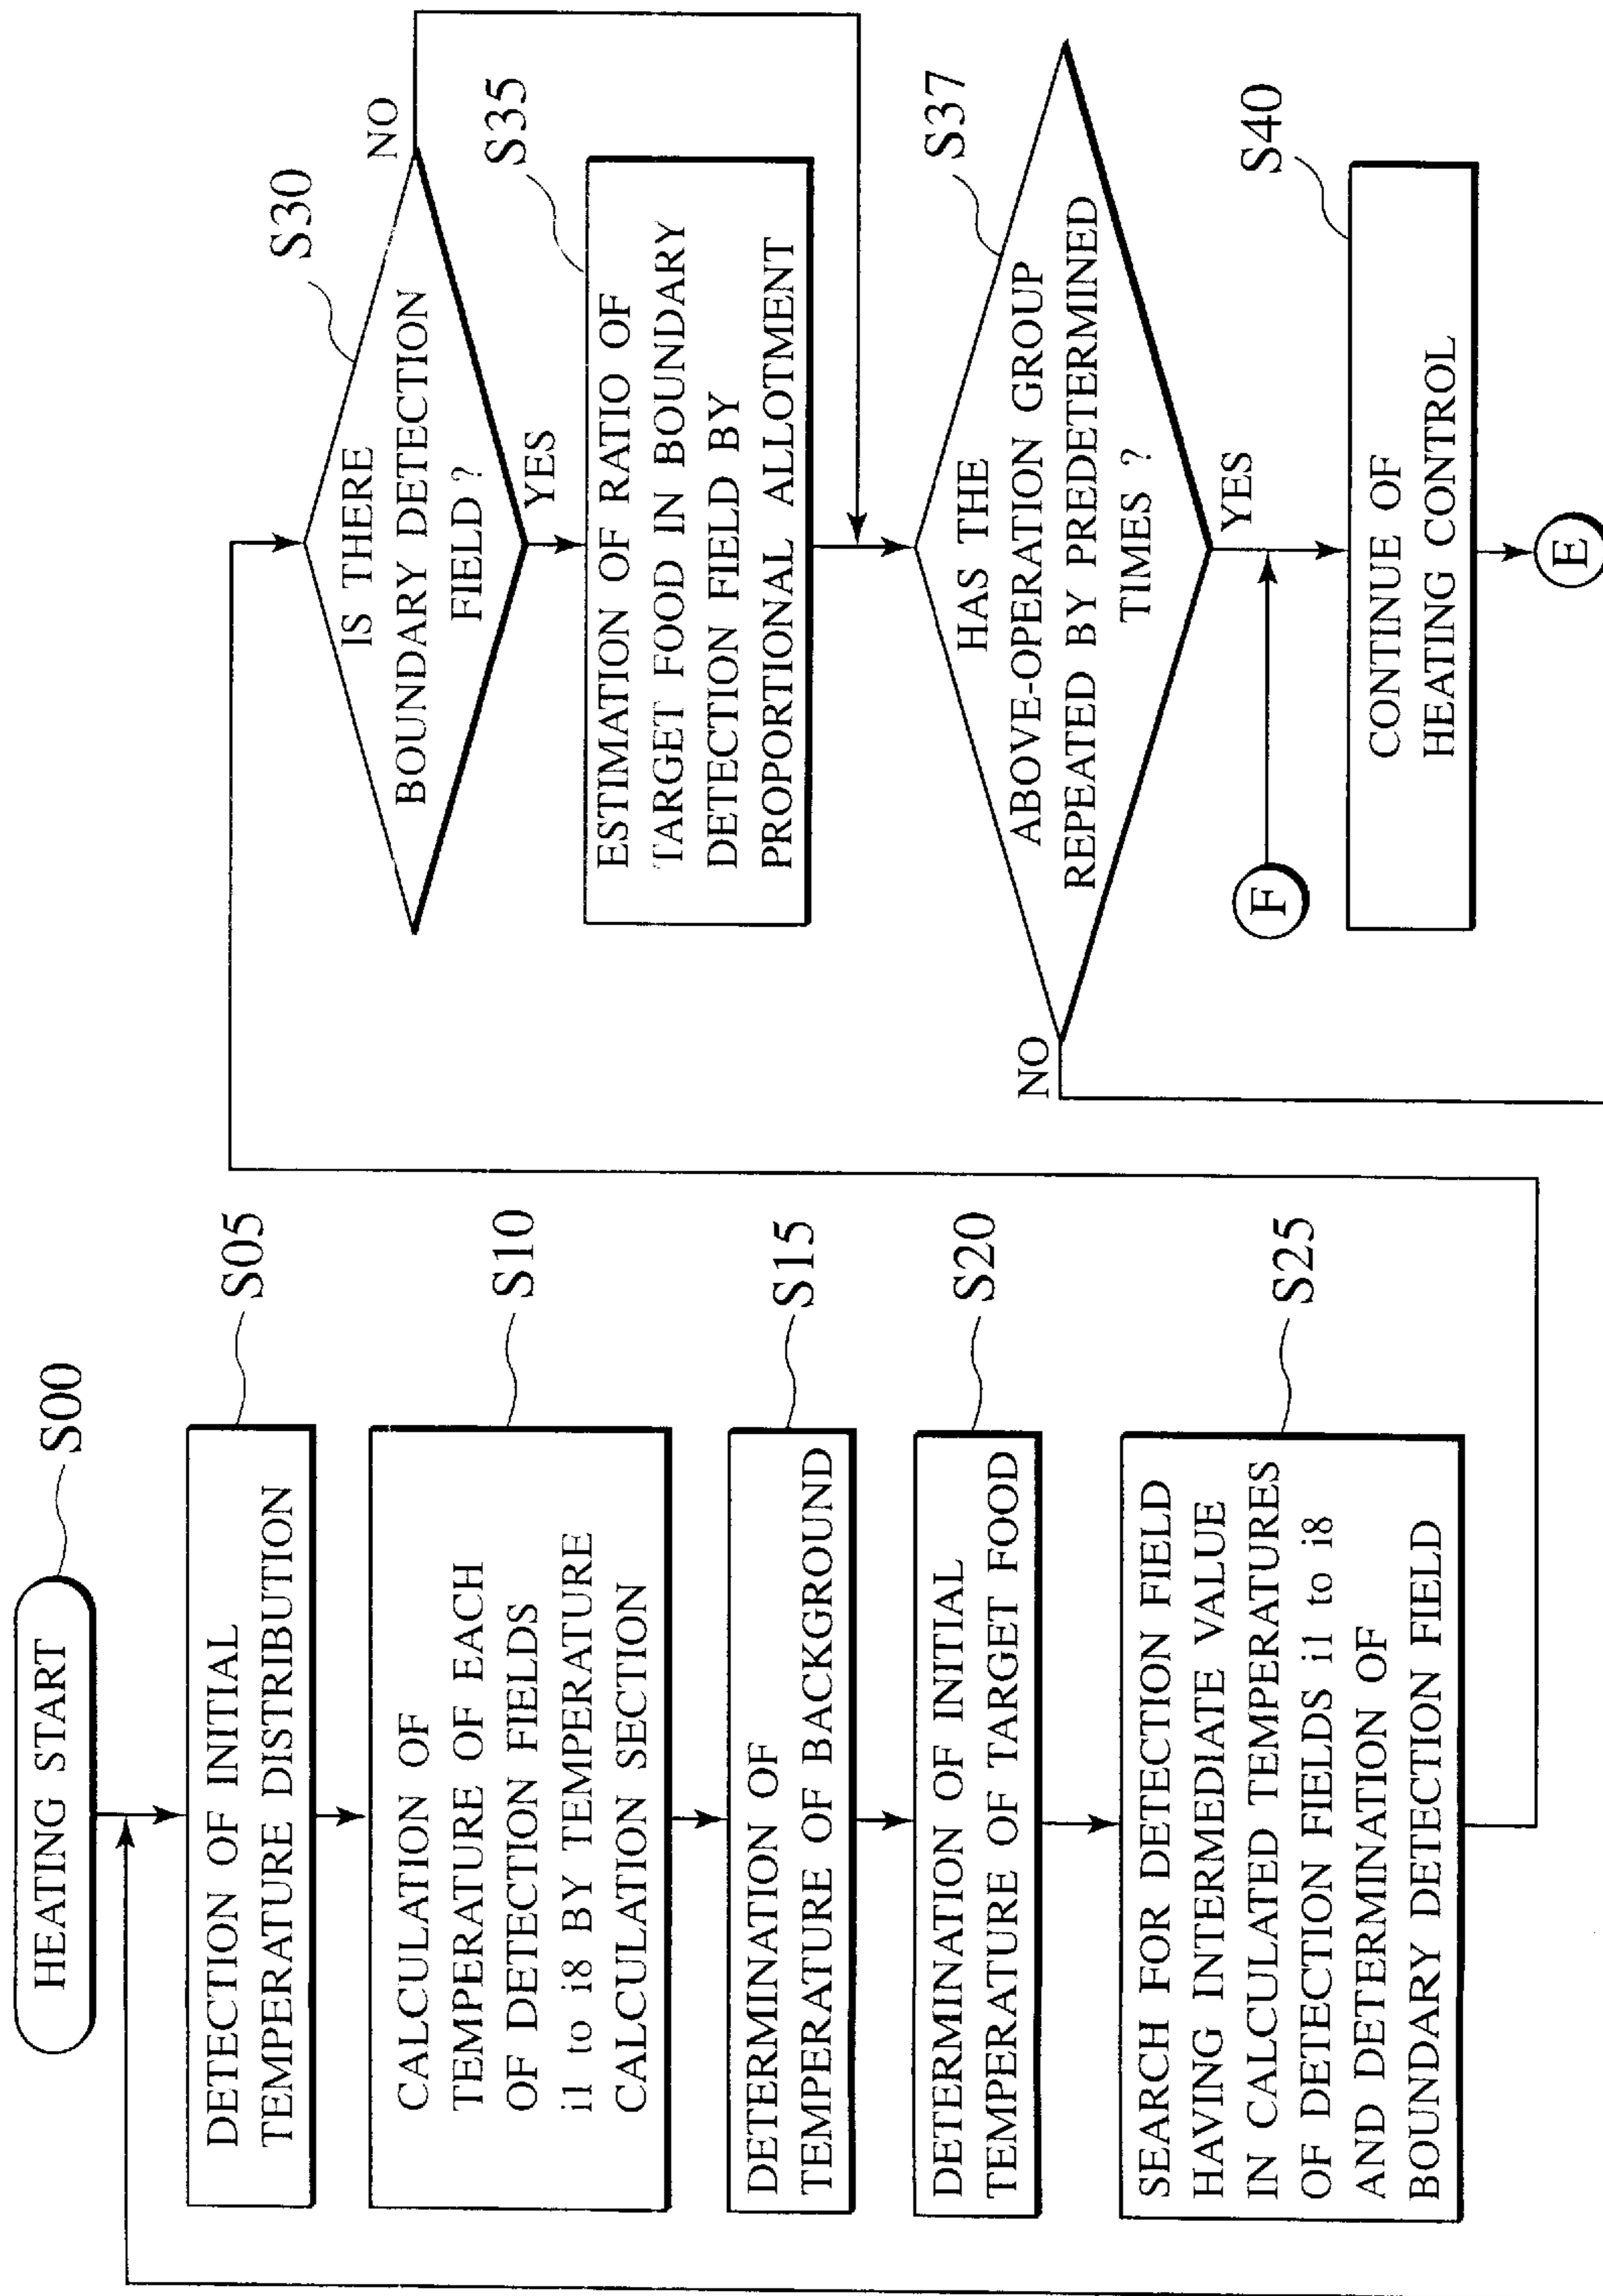 HEATING START
S00
DETECTION OF INITIAL
TEMPERATURE DISTRIBUTION
S05
CALCULATION OF
TEMPERATURE OF EACH
OF DETECTION FIELDS
i1 to i8 BY TEMPERATURE
CALCULATION SECTION
S10
DETERMINATION OF
TEMPERATURE OF BACKGROUND
S15
DETERMINATION OF INITIAL
TEMPERATURE OF TARGET FOOD
S20
SEARCH FOR DETECTION FIELD
HAVING INTERMEDIATE VALUE
IN CALCULATED TEMPERATURES
OF DETECTION FIELDS i1 to i8
AND DETERMINATION OF
BOUNDARY DETECTION FIELD
S25
IS THERE
BOUNDARY DETECTION
FIELD ?
S30
NO
YES
ESTIMATION OF RATIO OF
TARGET FOOD IN BOUNDARY
DETECTION FIELD BY
PROPORTIONAL ALLOTMENT
S35
HAS THE
ABOVE-OPERATION GROUP
REPEATED BY PREDETERMINED
TIMES ?
S37
NO
YES
F
CONTINUE OF
HEATING CONTROL
S40
E